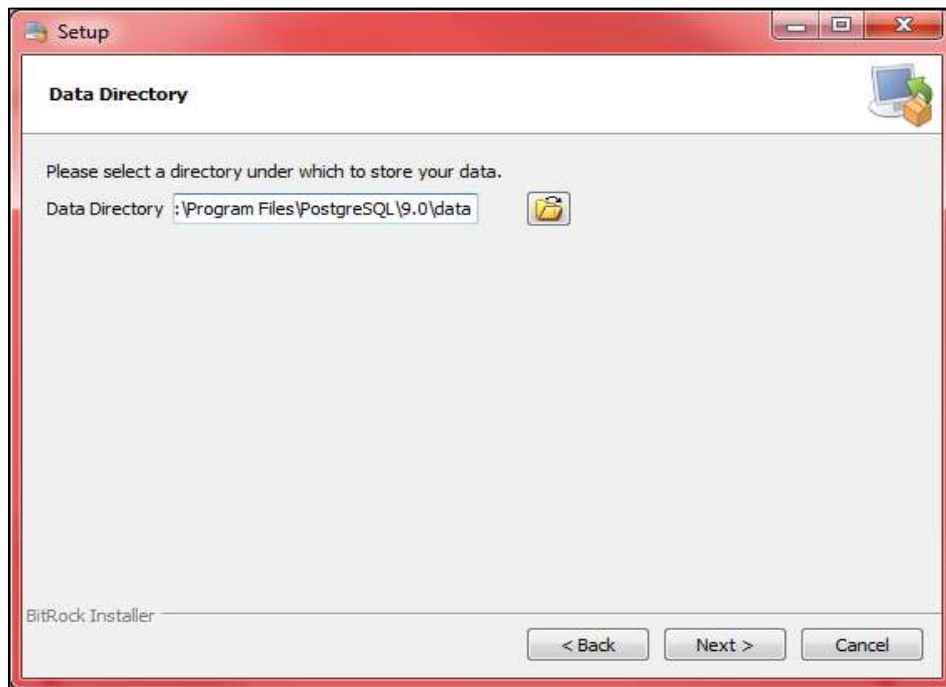 Setup
Data Directory
Please select a directory under which to store your data.
Data Directory :\Program Files\PostgreSQL\9.0\data
BitRock Installer
< Back Next > Cancel